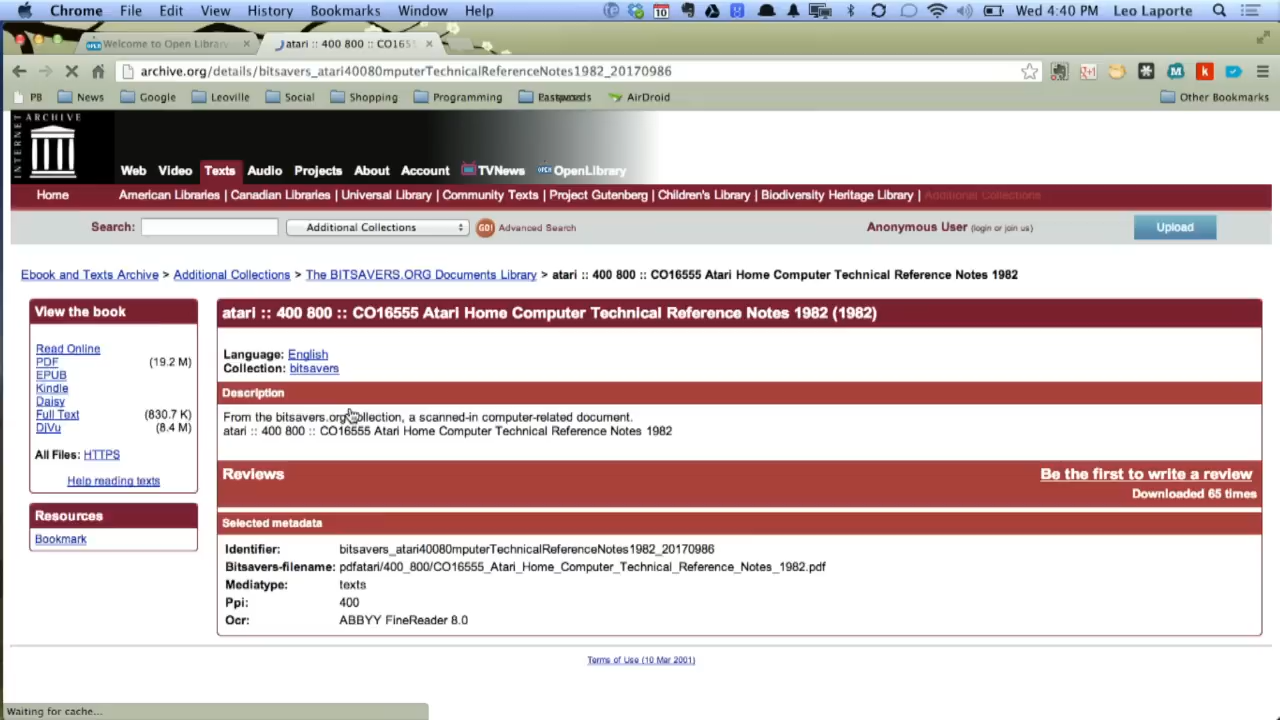 Chrome File Edit View History Bookmarks Window Help 10 Wed 4:40 PM Leo Laporte
Welcome to Open Library × atari :: 400 800 :: CO1655 ×
archive.org/details/bitsavers_atari40080mputerTechnicalReferenceNotes1982_20170986
PB News Google Leoville Social Shopping Programming AirDroid Other Bookmarks
INTERNET ARCHIVE
Web Video Texts Audio Projects About Account TVNews OPEN OpenLibrary
Home American Libraries | Canadian Libraries | Universal Library | Community Texts | Project Gutenberg | Children's Library | Biodiversity Heritage Library | Additional Collections
Search: Additional Collections GO! Advanced Search Anonymous User (login or join us) Upload
Ebook and Texts Archive > Additional Collections > The BITSAVERS.ORG Documents Library > atari :: 400 800 :: CO16555 Atari Home Computer Technical Reference Notes 1982
View the book
Read Online
PDF (19.2 M)
EPUB
Kindle
Daisy
Full Text (830.7 K)
DjVu (8.4 M)
All Files: HTTPS
Help reading texts
Resources
Bookmark
atari :: 400 800 :: CO16555 Atari Home Computer Technical Reference Notes 1982 (1982)
Language: English
Collection: bitsavers
Description
From the bitsavers.org collection, a scanned-in computer-related document.
atari :: 400 800 :: CO16555 Atari Home Computer Technical Reference Notes 1982
Reviews Be the first to write a review
Downloaded 65 times
Selected metadata
Identifier: bitsavers_atari40080mputerTechnicalReferenceNotes1982_20170986
Bitsavers-filename: pdfatari/400_800/CO16555_Atari_Home_Computer_Technical_Reference_Notes_1982.pdf
Mediatype: texts
Ppi: 400
Ocr: ABBYY FineReader 8.0
Terms of Use (10 Mar 2001)
Waiting for cache...